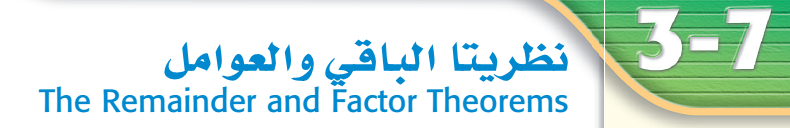 3-7
نظريتا الباقي والعوامل
The Remainder and Factor Theorems